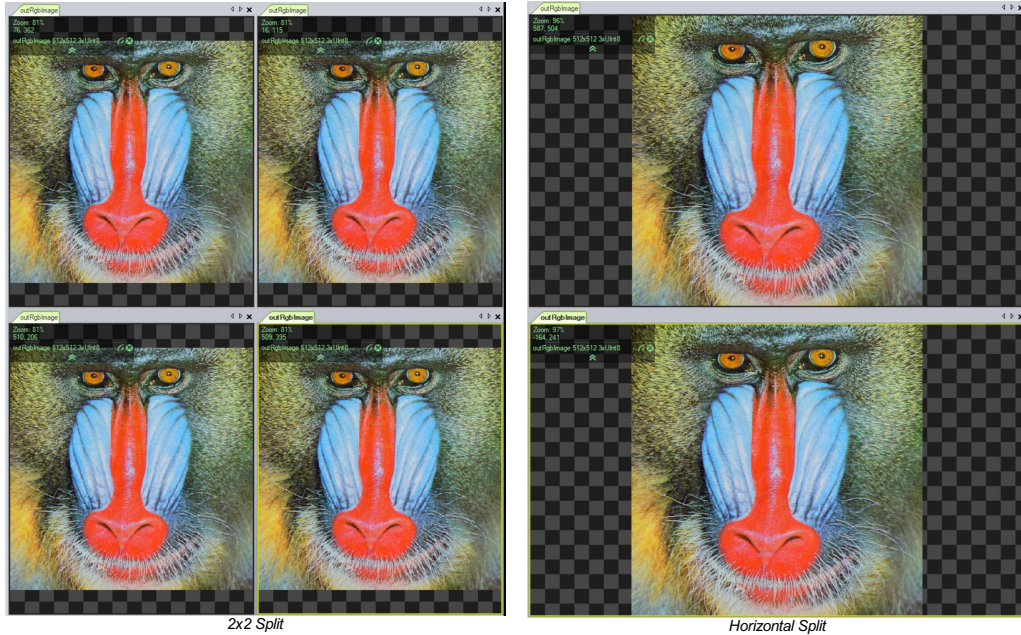 outRgbImage
Zoom: 81%
76, 362
outRgbImage 512x512 3xUInt8
outRgbImage
Zoom: 81%
16, 115
outRgbImage 512x512 3xUInt8
outRgbImage
Zoom: 81%
510, 206
outRgbImage 512x512 3xUInt8
outRgbImage
Zoom: 81%
509, 395
outRgbImage 512x512 3xUInt8
2x2 Split
outRgbImage
Zoom: 96%
587, 504
outRgbImage 512x512 3xUInt8
outRgbImage
Zoom: 97%
-164, 241
outRgbImage 512x512 3xUInt8
Horizontal Split